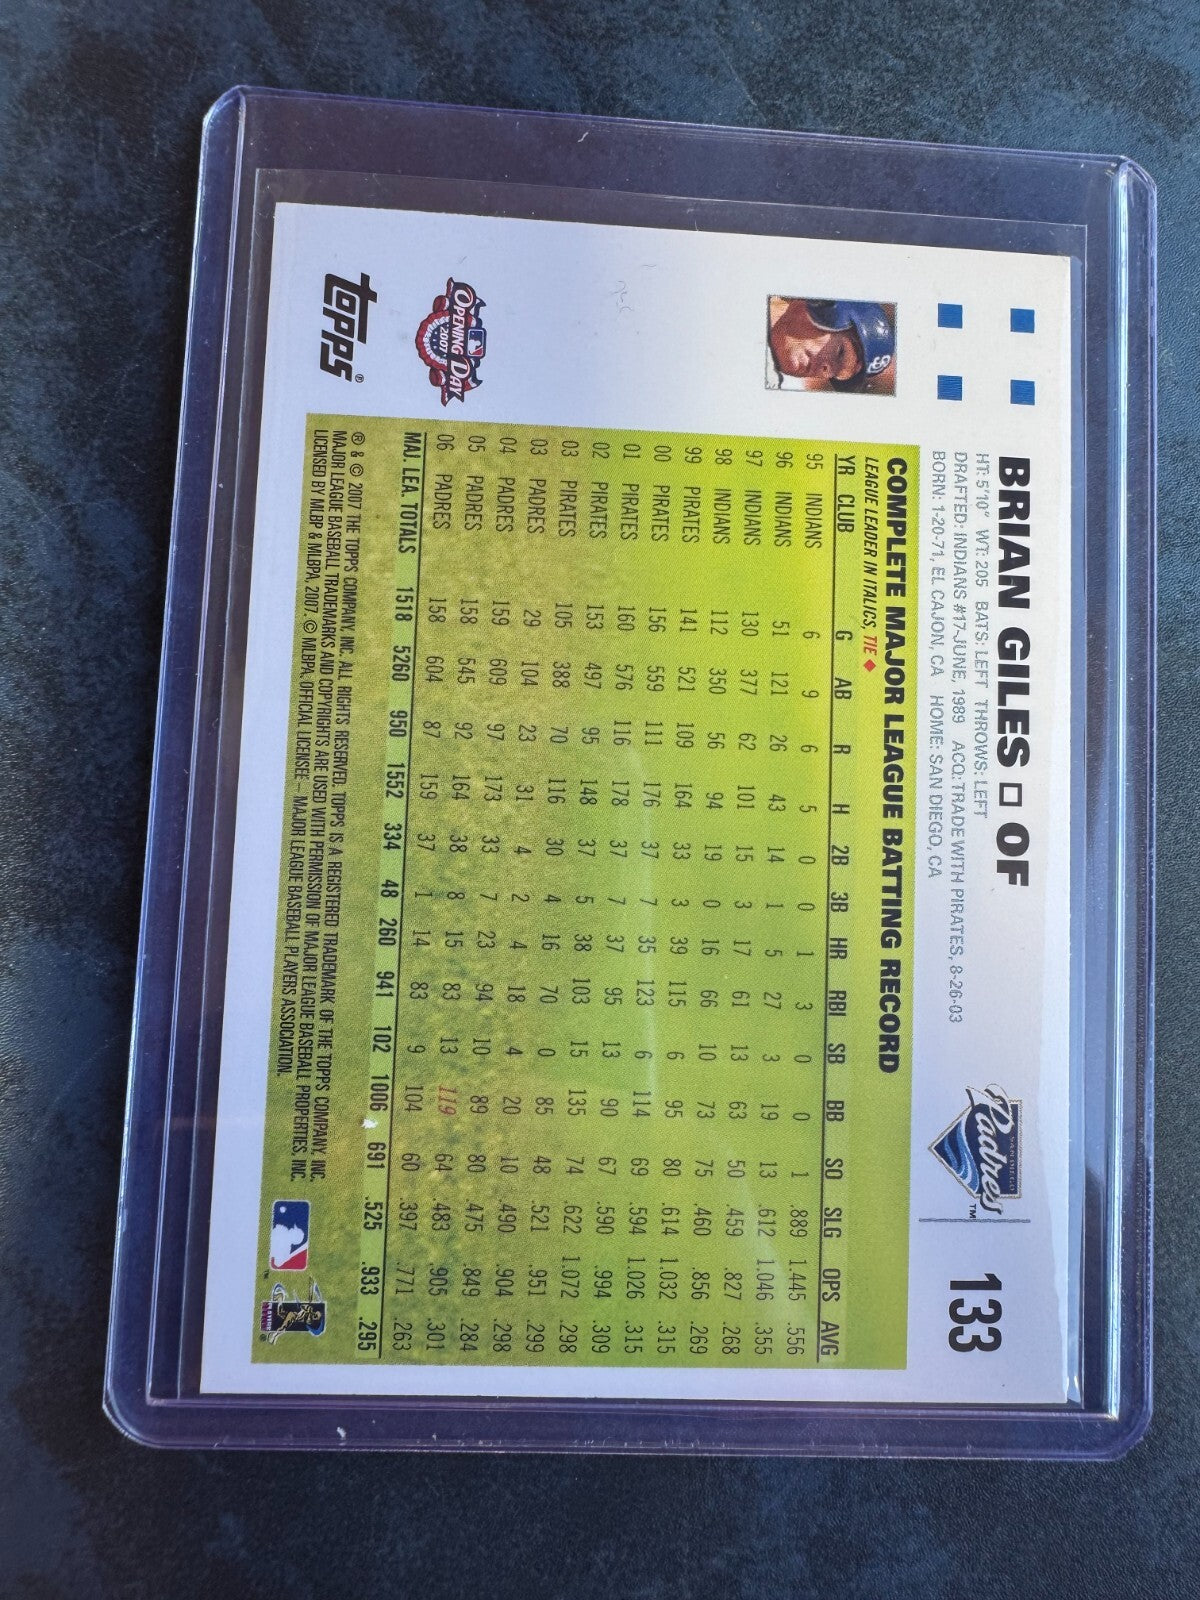 BRIAN GILES □ OF
HT: 5'10" WT: 205 BATS: LEFT THROWS: LEFT
DRAFTED: INDIANS #17-JUNE, 1989 ACQ: TRADE WITH PIRATES, 8-26-03
BORN: 1-20-71, EL CAJON, CA HOME: SAN DIEGO, CA
SAN DIEGO
Padres™
133
SD
COMPLETE MAJOR LEAGUE BATTING RECORD
LEAGUE LEADER IN ITALICS, TIE ◆
YR CLUB G AB R H 2B 3B HR RBI SB BB SO SLG OPS AVG
95 INDIANS 6 9 6 5 0 0 1 3 0 0 1 .889 1.445 .556
96 INDIANS 51 121 26 43 14 1 5 27 3 19 13 .612 1.046 .355
97 INDIANS 130 377 62 101 15 3 17 61 13 63 50 .459 .827 .268
98 INDIANS 112 350 56 94 19 0 16 66 10 73 75 .460 .856 .269
99 PIRATES 141 521 109 164 33 3 39 115 6 95 80 .614 1.032 .315
00 PIRATES 156 559 111 176 37 7 35 123 6 114 69 .594 1.026 .315
01 PIRATES 160 576 116 178 37 7 37 95 13 90 67 .590 .994 .309
02 PIRATES 153 497 95 148 37 5 38 103 15 135 74 .622 1.072 .298
03 PIRATES 105 388 70 116 30 4 16 70 0 85 48 .521 .951 .299
03 PADRES 29 104 23 31 4 2 4 18 4 20 10 .490 .904 .298
04 PADRES 159 609 97 173 33 7 23 94 10 89 80 .475 .849 .284
05 PADRES 158 545 92 164 38 8 15 83 13 119 64 .483 .905 .301
06 PADRES 158 604 87 159 37 1 14 83 9 104 60 .397 .771 .263
MAJ. LEA. TOTALS 1518 5260 950 1552 334 48 260 941 102 1006 691 .525 .933 .295
OPENING DAY
2007
topps®
® & © 2007 THE TOPPS COMPANY, INC. ALL RIGHTS RESERVED. TOPPS IS A REGISTERED TRADEMARK OF THE TOPPS COMPANY, INC.
MAJOR LEAGUE BASEBALL TRADEMARKS AND COPYRIGHTS ARE USED WITH PERMISSION OF MAJOR LEAGUE BASEBALL PROPERTIES, INC.
LICENSED BY MLBP & MLBPA, 2007. © MLBPA, OFFICIAL LICENSEE – MAJOR LEAGUE BASEBALL PLAYERS ASSOCIATION.